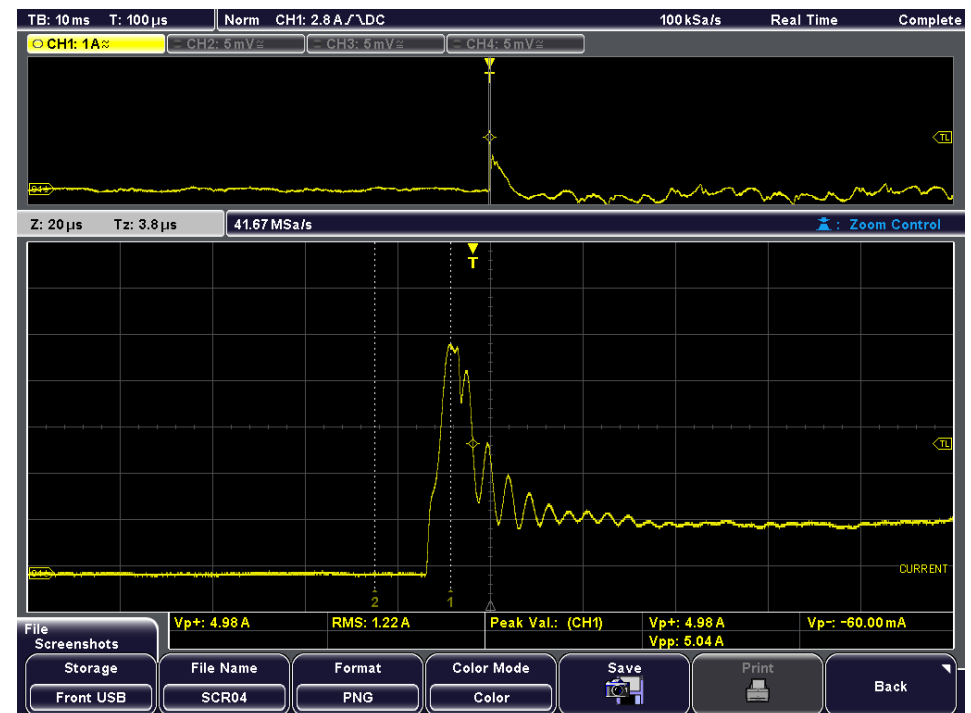 TB: 10 ms T: 100 µs Norm CH1: 2.8 A DC 100 kSa/s Real Time Complete
CH1: 1 A≂ CH2: 5 mV≅ CH3: 5 mV≅ CH4: 5 mV≅
T
TL
Z: 20 µs Tz: 3.8 µs 41.67 MSa/s : Zoom Control
T
TL
CURRENT
2 1
File
Screenshots
Vp+: 4.98 A RMS: 1.22 A Peak Val.: (CH1) Vp+: 4.98 A Vp-: -60.00 mA
Vpp: 5.04 A
Storage File Name Format Color Mode Save Print Back
Front USB SCR04 PNG Color